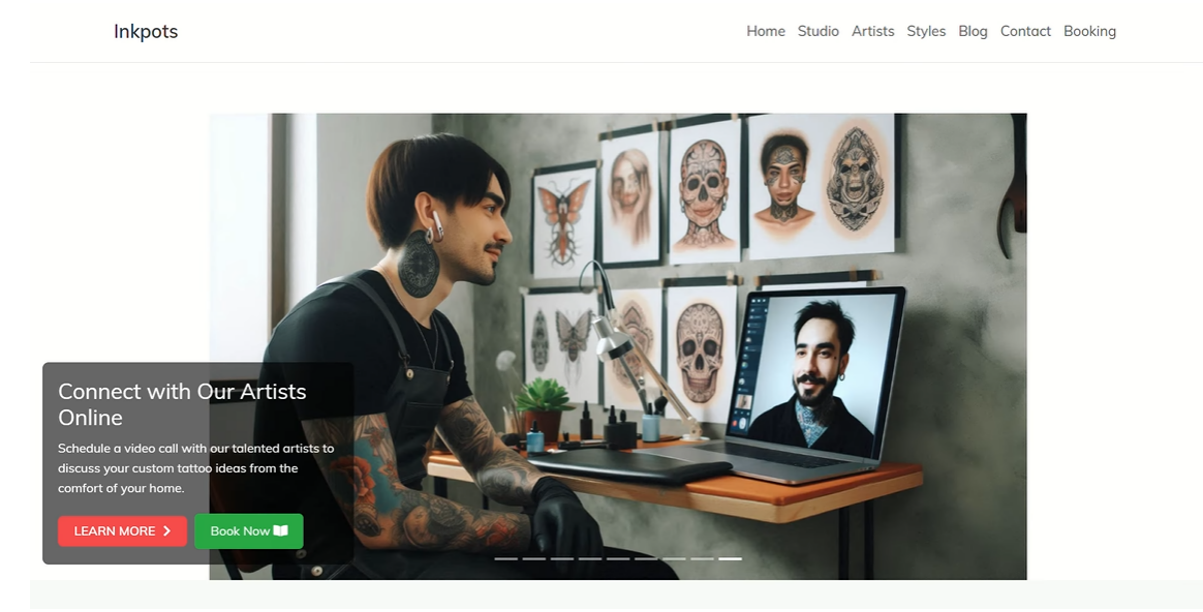 Inkpots
Home Studio Artists Styles Blog Contact Booking
Connect with Our Artists
Online
Schedule a video call with our talented artists to
discuss your custom tattoo ideas from the
comfort of your home.
LEARN MORE
Book Now